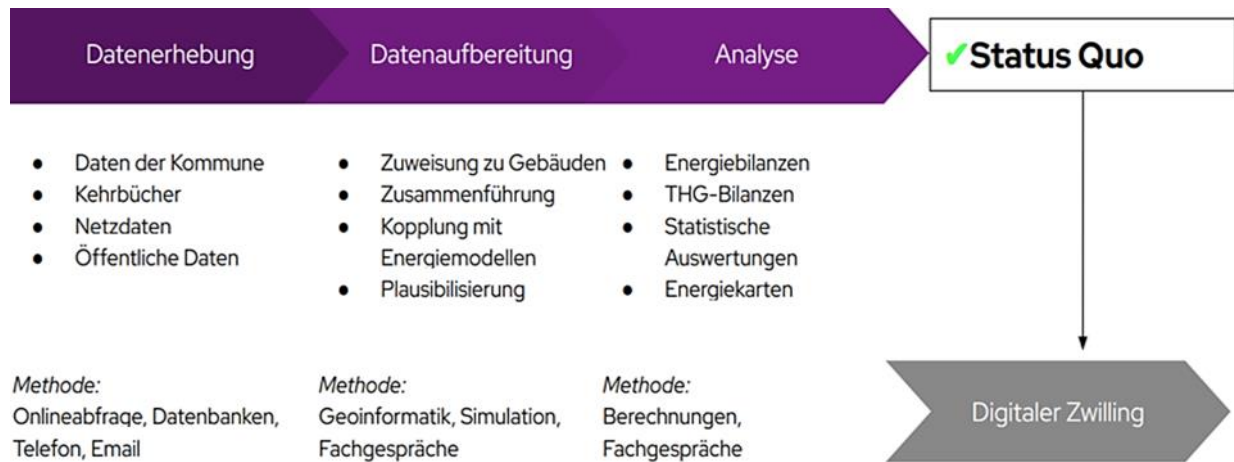 Datenerhebung
Datenaufbereitung
Analyse
✔Status Quo
● Daten der Kommune
● Kehrbücher
● Netzdaten
● Öffentliche Daten
● Zuweisung zu Gebäuden
● Zusammenführung
● Kopplung mit
Energiemodellen
● Plausibilisierung
● Energiebilanzen
● THG-Bilanzen
● Statistische
Auswertungen
● Energiekarten
Methode:
Onlineabfrage, Datenbanken,
Telefon, Email
Methode:
Geoinformatik, Simulation,
Fachgespräche
Methode:
Berechnungen,
Fachgespräche
Digitaler Zwilling